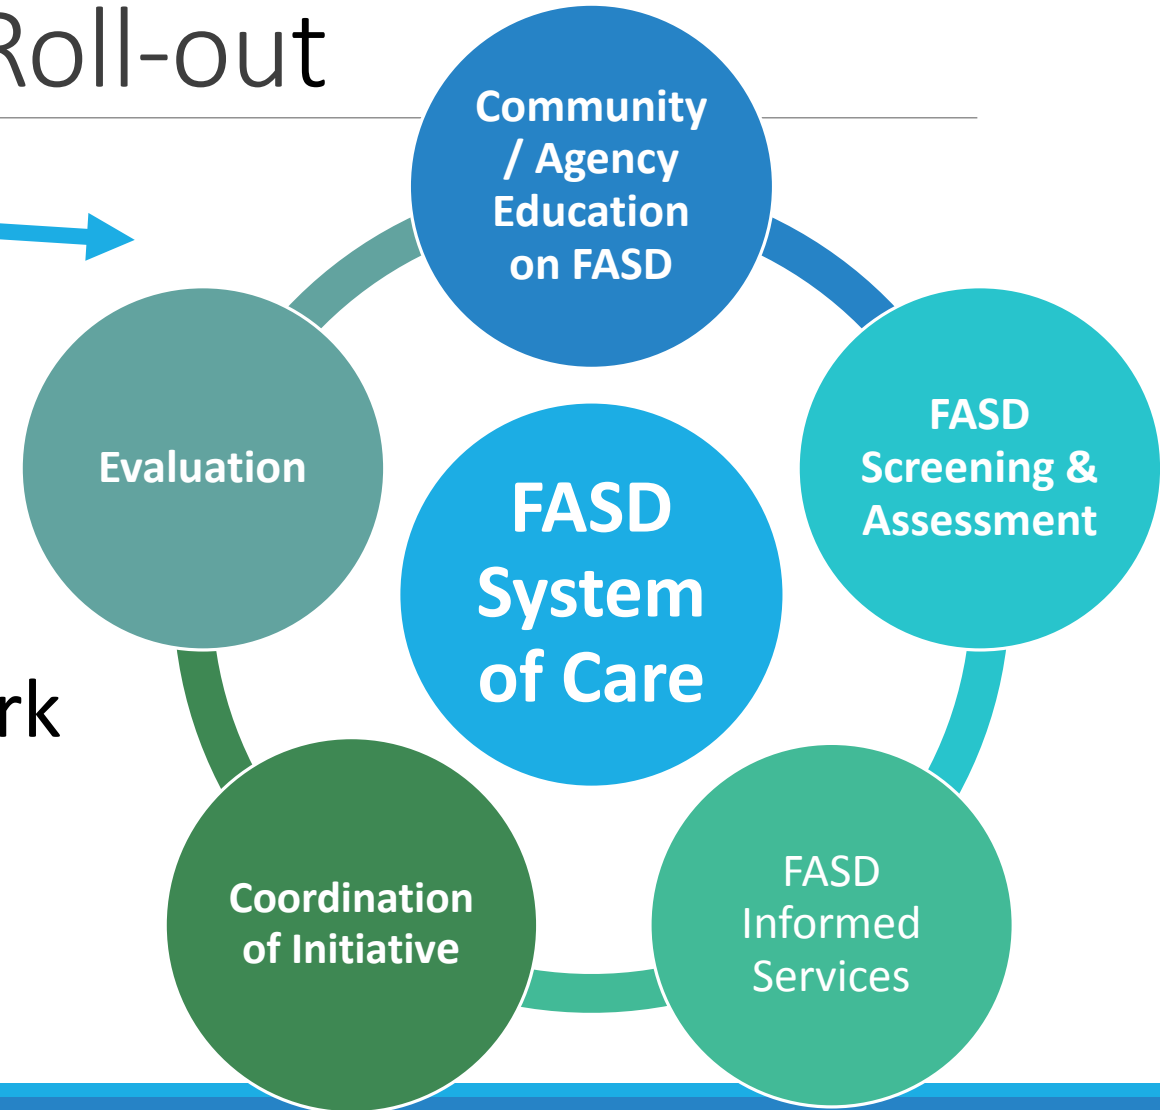 Roll-out
Community
/ Agency
Education
on FASD
FASD
Screening &
Assessment
Evaluation
FASD
System
of Care
rk
FASD
Informed
Services
Coordination
of Initiative